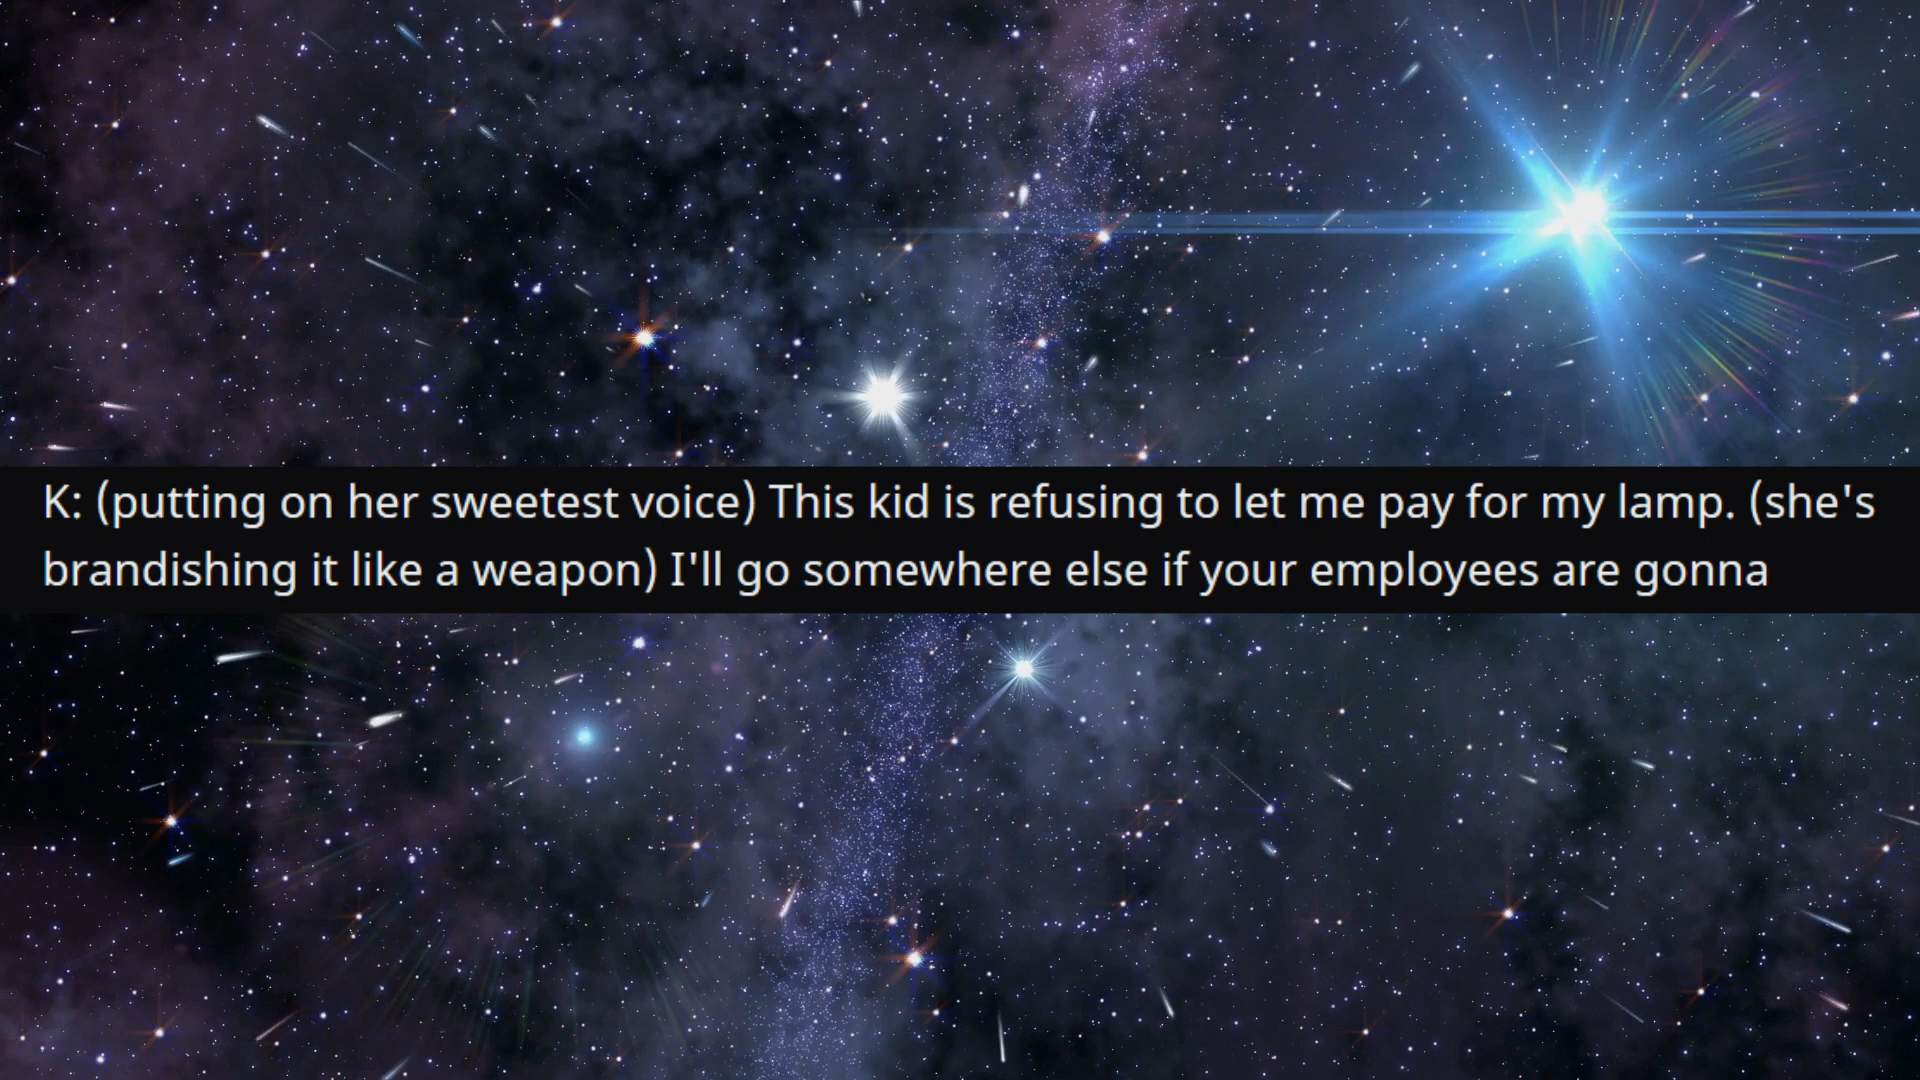 K: (putting on her sweetest voice) This kid is refusing to let me pay for my lamp. (she's
brandishing it like a weapon) I'll go somewhere else if your employees are gonna